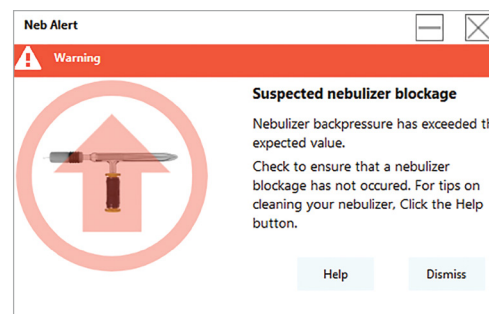 Neb Alert
Warning
Suspected nebulizer blockage
Nebulizer backpressure has exceeded th
expected value.
Check to ensure that a nebulizer
blockage has not occured. For tips on
cleaning your nebulizer, Click the Help
button.
Help
Dismiss